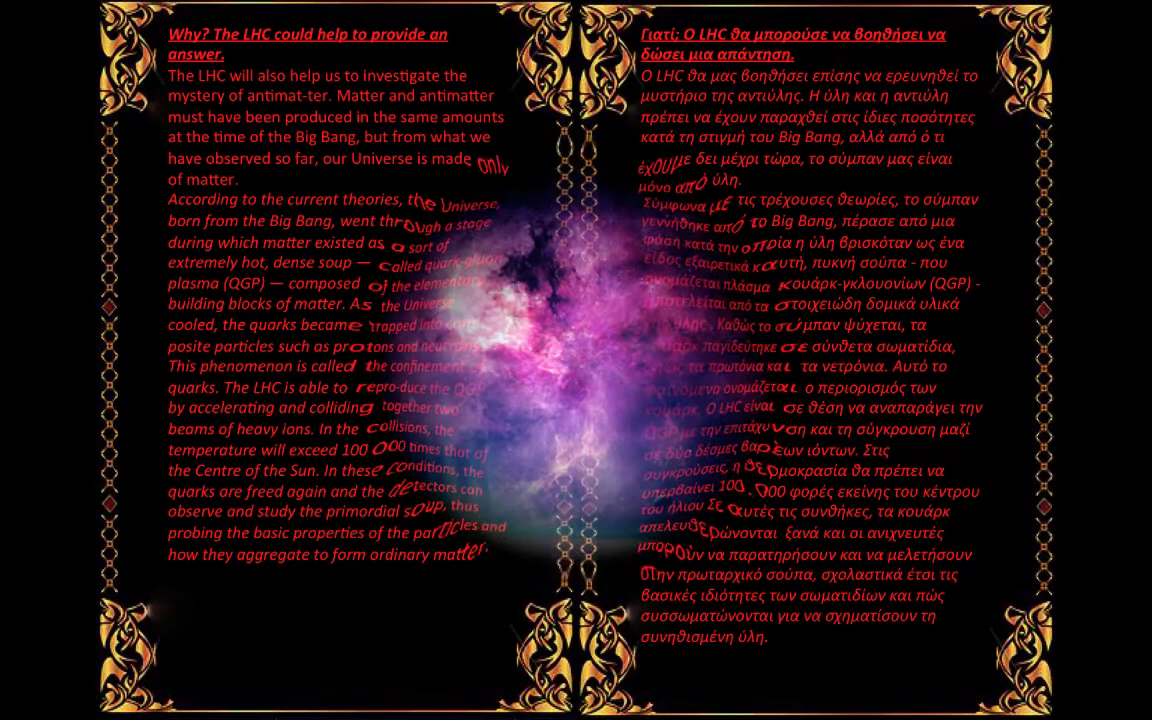 Why? The LHC could help to provide an
answer.
The LHC will also help us to investigate the
mystery of antimat-ter. Matter and antimatter
must have been produced in the same amounts
at the time of the Big Bang, but from what we
have observed so far, our Universe is made only
of matter.
According to the current theories, the Universe,
born from the Big Bang, went through a stage
during which matter existed as a sort of
extremely hot, dense soup — called quark-gluon
plasma (QGP) — composed of the elementary
building blocks of matter. As the Universe
cooled, the quarks became trapped into com
posite particles such as protons and neutrons.
This phenomenon is called the confinement of
quarks. The LHC is able to repro-duce the QGP
by accelerating and colliding together two
beams of heavy ions. In the collisions, the
temperature will exceed 100 000 times that of
the Centre of the Sun. In these conditions, the
quarks are freed again and the detectors can
observe and study the primordial soup, thus
probing the basic properties of the particles and
how they aggregate to form ordinary matter.
Γιατί; Ο LHC θα μπορούσε να βοηθήσει να
δώσει μια απάντηση.
Ο LHC θα μας βοηθήσει επίσης να ερευνηθεί το
μυστήριο της αντιύλης. Η ύλη και η αντιύλη
πρέπει να έχουν παραχθεί στις ίδιες ποσότητες
κατά τη στιγμή του Big Bang, αλλά από ό τι
έχουμε δει μέχρι τώρα, το σύμπαν μας είναι
μόνο από ύλη.
Σύμφωνα με τις τρέχουσες θεωρίες, το σύμπαν
γεννήθηκε από το Big Bang, πέρασε από μια
φάση κατά την οποία η ύλη βρισκόταν ως ένα
είδος εξαιρετικά καυτή, πυκνή σούπα - που
ονομάζεται πλάσμα κουάρκ-γκλουονίων (QGP) -
αποτελείται από τα στοιχειώδη δομικά υλικά
της ύλης . Καθώς το σύμπαν ψύχεται, τα
κουάρκ παγιδεύτηκε σε σύνθετα σωματίδια,
όπως τα πρωτόνια και τα νετρόνια. Αυτό το
φαινόμενο ονομάζεται ο περιορισμός των
κουάρκ. Ο LHC είναι σε θέση να αναπαράγει την
QGP με την επιτάχυνση και τη σύγκρουση μαζί
σε δύο δέσμες βαρέων ιόντων. Στις
συγκρούσεις, η θερμοκρασία θα πρέπει να
υπερβαίνει 100.000 φορές εκείνης του κέντρου
του ήλιου Σε αυτές τις συνθήκες, τα κουάρκ
απελευθερώνονται ξανά και οι ανιχνευτές
μπορούν να παρατηρήσουν και να μελετήσουν
στην πρωταρχικό σούπα, σχολαστικά έτσι τις
βασικές ιδιότητες των σωματιδίων και πώς
συσσωματώνονται για να σχηματίσουν τη
συνηθισμένη ύλη.